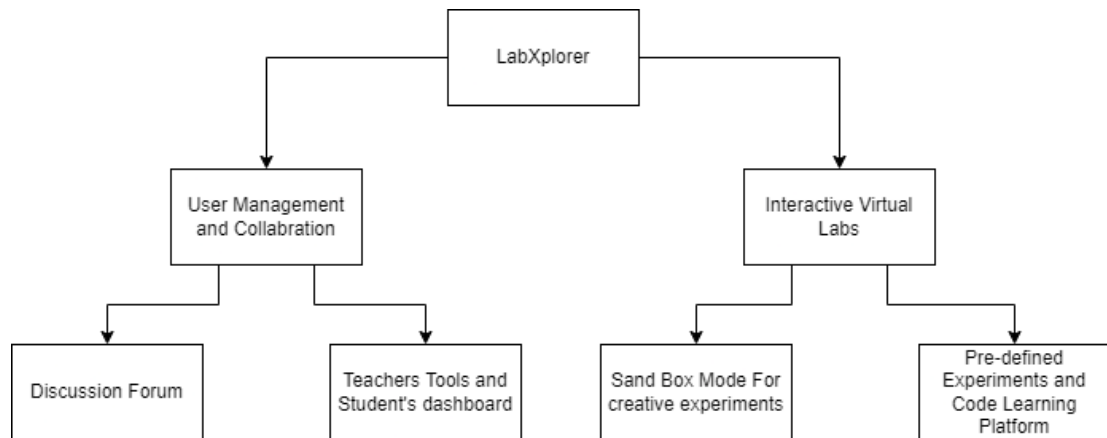 LabXplorer
User Management
and Collabration
Interactive Virtual
Labs
Discussion Forum
Teachers Tools and
Student's dashboard
Sand Box Mode For
creative experiments
Pre-defined
Experiments and
Code Learning
Platform